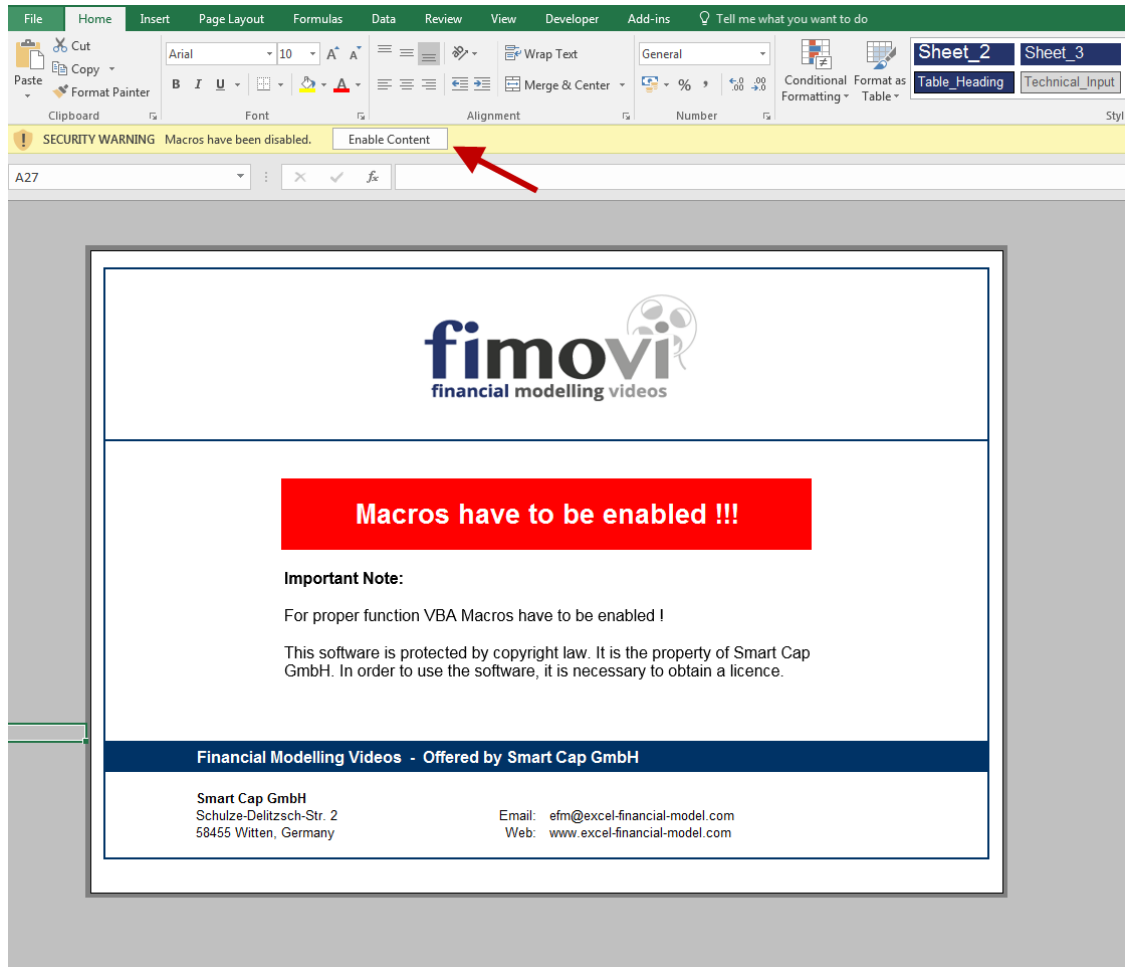 File Home Insert Page Layout Formulas Data Review View Developer Add-ins Tell me what you want to do
Cut
Copy
Format Painter
Paste
Clipboard
Arial 10 A A
B I U A
Font
Wrap Text
Merge & Center
Alignment
General
% , .00 .0
Number
Conditional Formatting
Format as Table
Sheet_2 Sheet_3
Table_Heading Technical_Input
Styl
SECURITY WARNING Macros have been disabled. Enable Content
A27 fx
fimovi
financial modelling videos
Macros have to be enabled !!!
Important Note:
For proper function VBA Macros have to be enabled !
This software is protected by copyright law. It is the property of Smart Cap
GmbH. In order to use the software, it is necessary to obtain a licence.
Financial Modelling Videos - Offered by Smart Cap GmbH
Smart Cap GmbH
Schulze-Delitzsch-Str. 2 Email: efm@excel-financial-model.com
58455 Witten, Germany Web: www.excel-financial-model.com